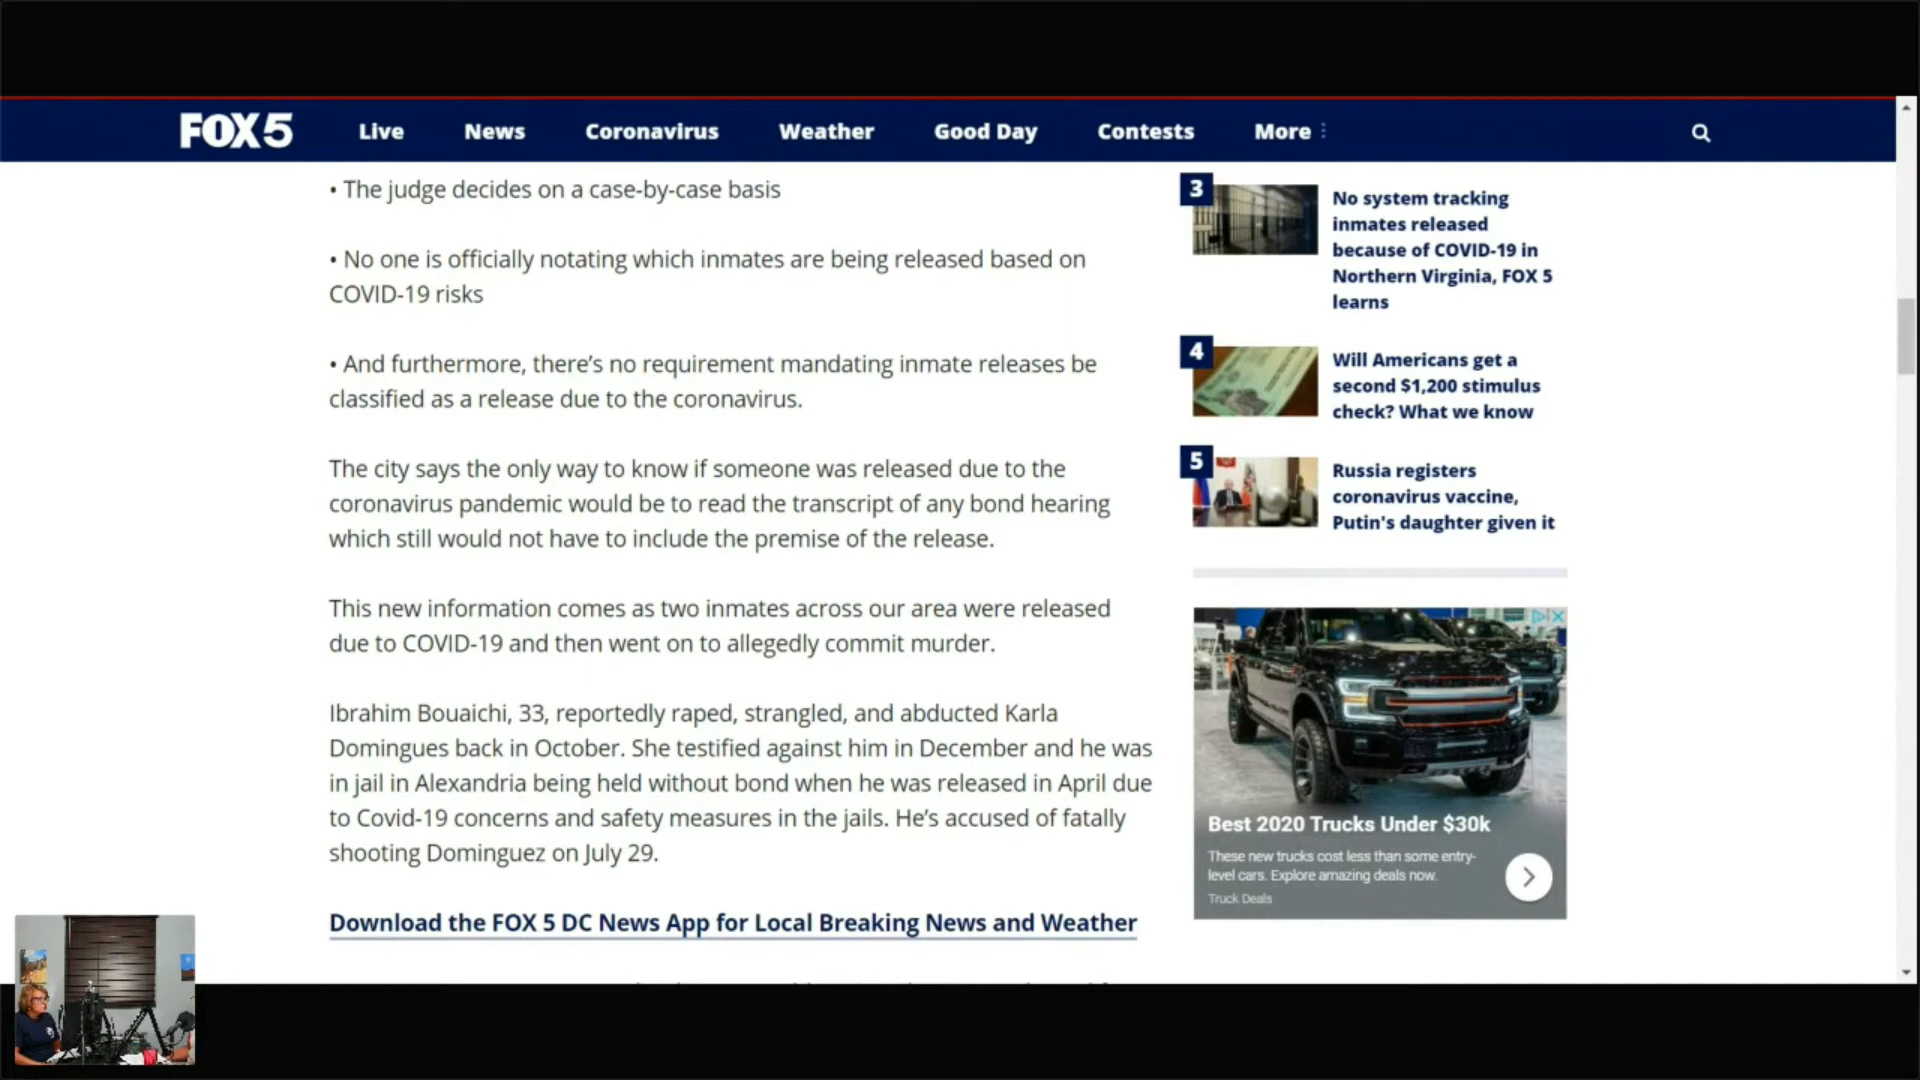 FOX 5
Live
News
Coronavirus
Weather
Good Day
Contests
More
• The judge decides on a case-by-case basis
• No one is officially notating which inmates are being released based on
COVID-19 risks
• And furthermore, there’s no requirement mandating inmate releases be
classified as a release due to the coronavirus.
The city says the only way to know if someone was released due to the
coronavirus pandemic would be to read the transcript of any bond hearing
which still would not have to include the premise of the release.
This new information comes as two inmates across our area were released
due to COVID-19 and then went on to allegedly commit murder.
Ibrahim Bouaichi, 33, reportedly raped, strangled, and abducted Karla
Domingues back in October. She testified against him in December and he was
in jail in Alexandria being held without bond when he was released in April due
to Covid-19 concerns and safety measures in the jails. He’s accused of fatally
shooting Dominguez on July 29.
Download the FOX 5 DC News App for Local Breaking News and Weather
3
No system tracking
inmates released
because of COVID-19 in
Northern Virginia, FOX 5
learns
4
Will Americans get a
second $1,200 stimulus
check? What we know
5
Russia registers
coronavirus vaccine,
Putin's daughter given it
Best 2020 Trucks Under $30k
These new trucks cost less than some entry-
level cars. Explore amazing deals now.
Truck Deals